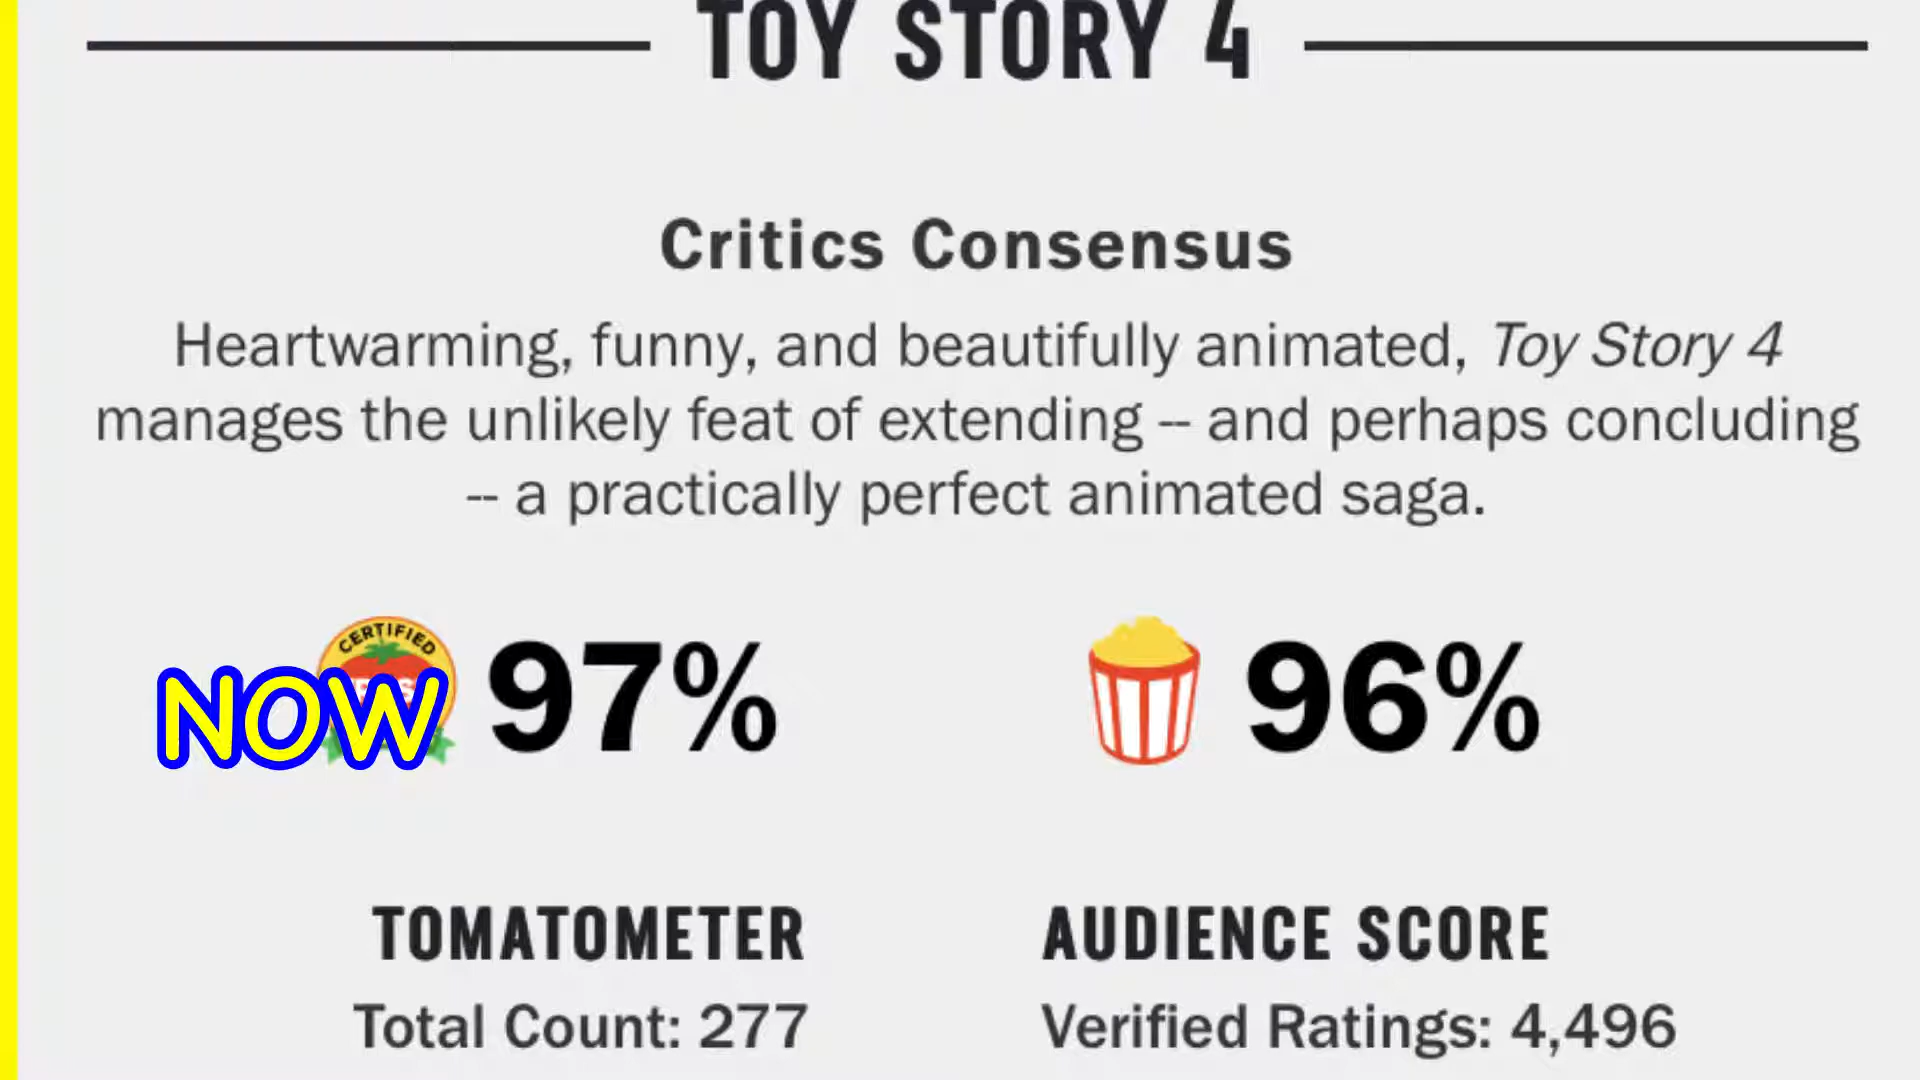 TOY STORY 4
Critics Consensus
Heartwarming, funny, and beautifully animated, Toy Story 4
manages the unlikely feat of extending -- and perhaps concluding
-- a practically perfect animated saga.
CERTIFIED
NOW 97% 96%
TOMATOMETER AUDIENCE SCORE
Total Count: 277 Verified Ratings: 4,496